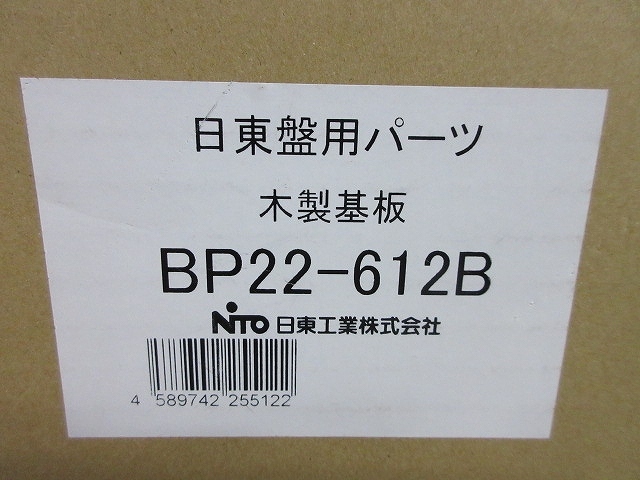 日東盤用パーツ
木製基板
BP22-612B
NITO 日東工業株式会社
4 589742 255122